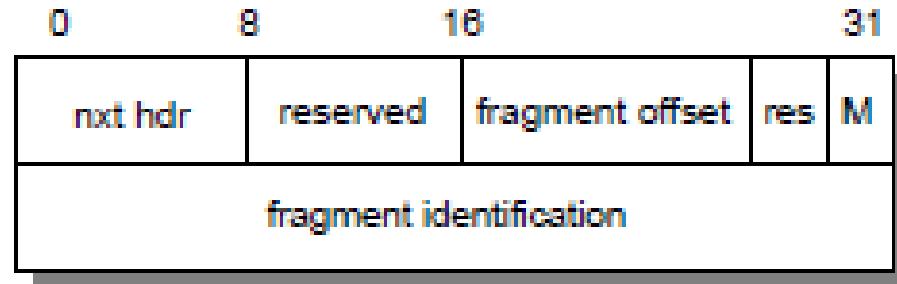 0 8 16 31
nxt hdr reserved fragment offset res M
fragment identification